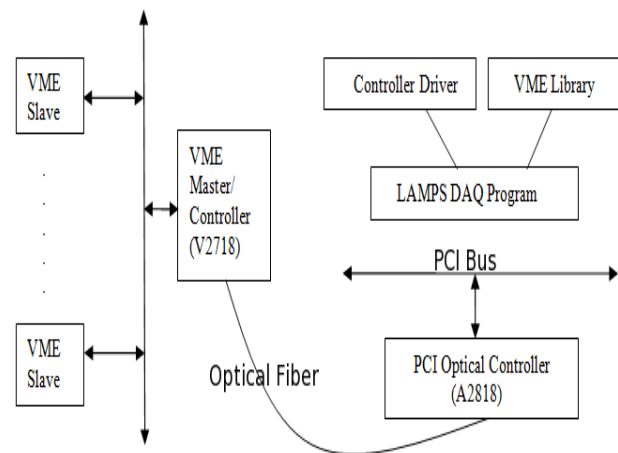 VME
Slave
VME
Master/
Controller
(V2718)
VME
Slave
Controller Driver
VME Library
LAMPS DAQ Program
PCI Bus
PCI Optical Controller
(A2818)
Optical Fiber